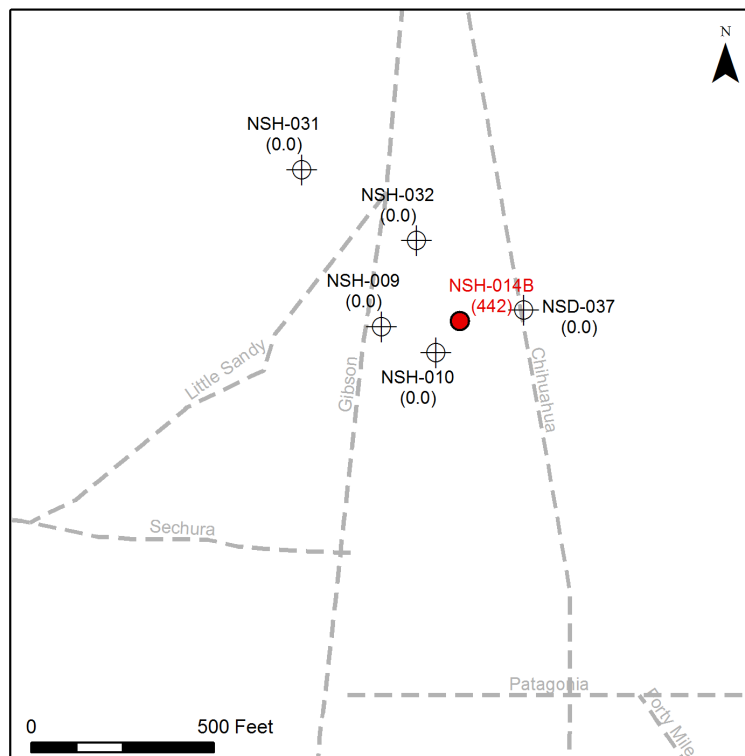 N
NSH-031
(0.0)
NSH-032
(0.0)
NSH-009
(0.0)
NSH-014B
(442)
NSD-037
(0.0)
NSH-010
(0.0)
Little Sandy
Gibson
Chihuahua
Sechura
Patagonia
Forty Mile
0 500 Feet